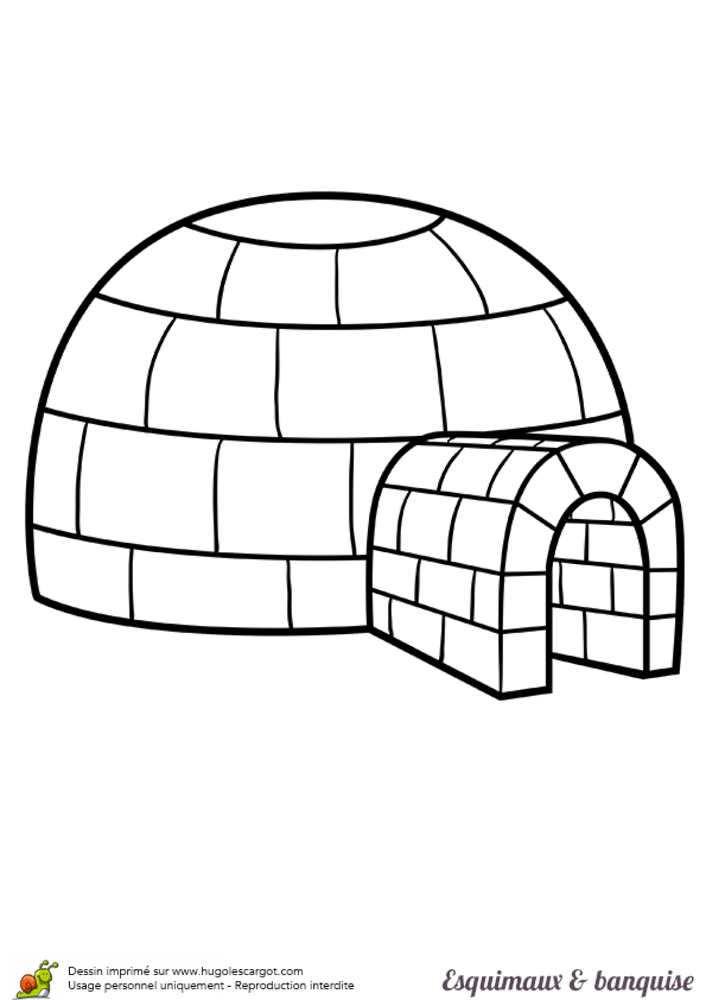 Dessin imprimé sur www.hugolescargot.com
Usage personnel uniquement - Reproduction interdite
Esquimaux & banquise